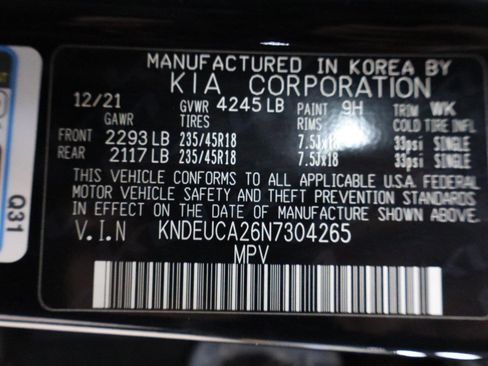 MANUFACTURED IN KOREA BY
KIA CORPORATION
12/21 GVWR 4245 LB PAINT 9H TRIM WK
GAWR TIRES RIMS COLD TIRE INFL
FRONT 2293 LB 235/45R18 7.5Jx18 33psi SINGLE
REAR 2117 LB 235/45R18 7.5Jx18 33psi SINGLE
THIS VEHICLE CONFORMS TO ALL APPLICABLE U.S.A. FEDERAL
MOTOR VEHICLE SAFETY AND THEFT PREVENTION STANDARDS
IN EFFECT ON THE DATE OF MANUFACTURE SHOWN ABOVE.
V.I.N KNDEUCA26N7304265
MPV
Q31